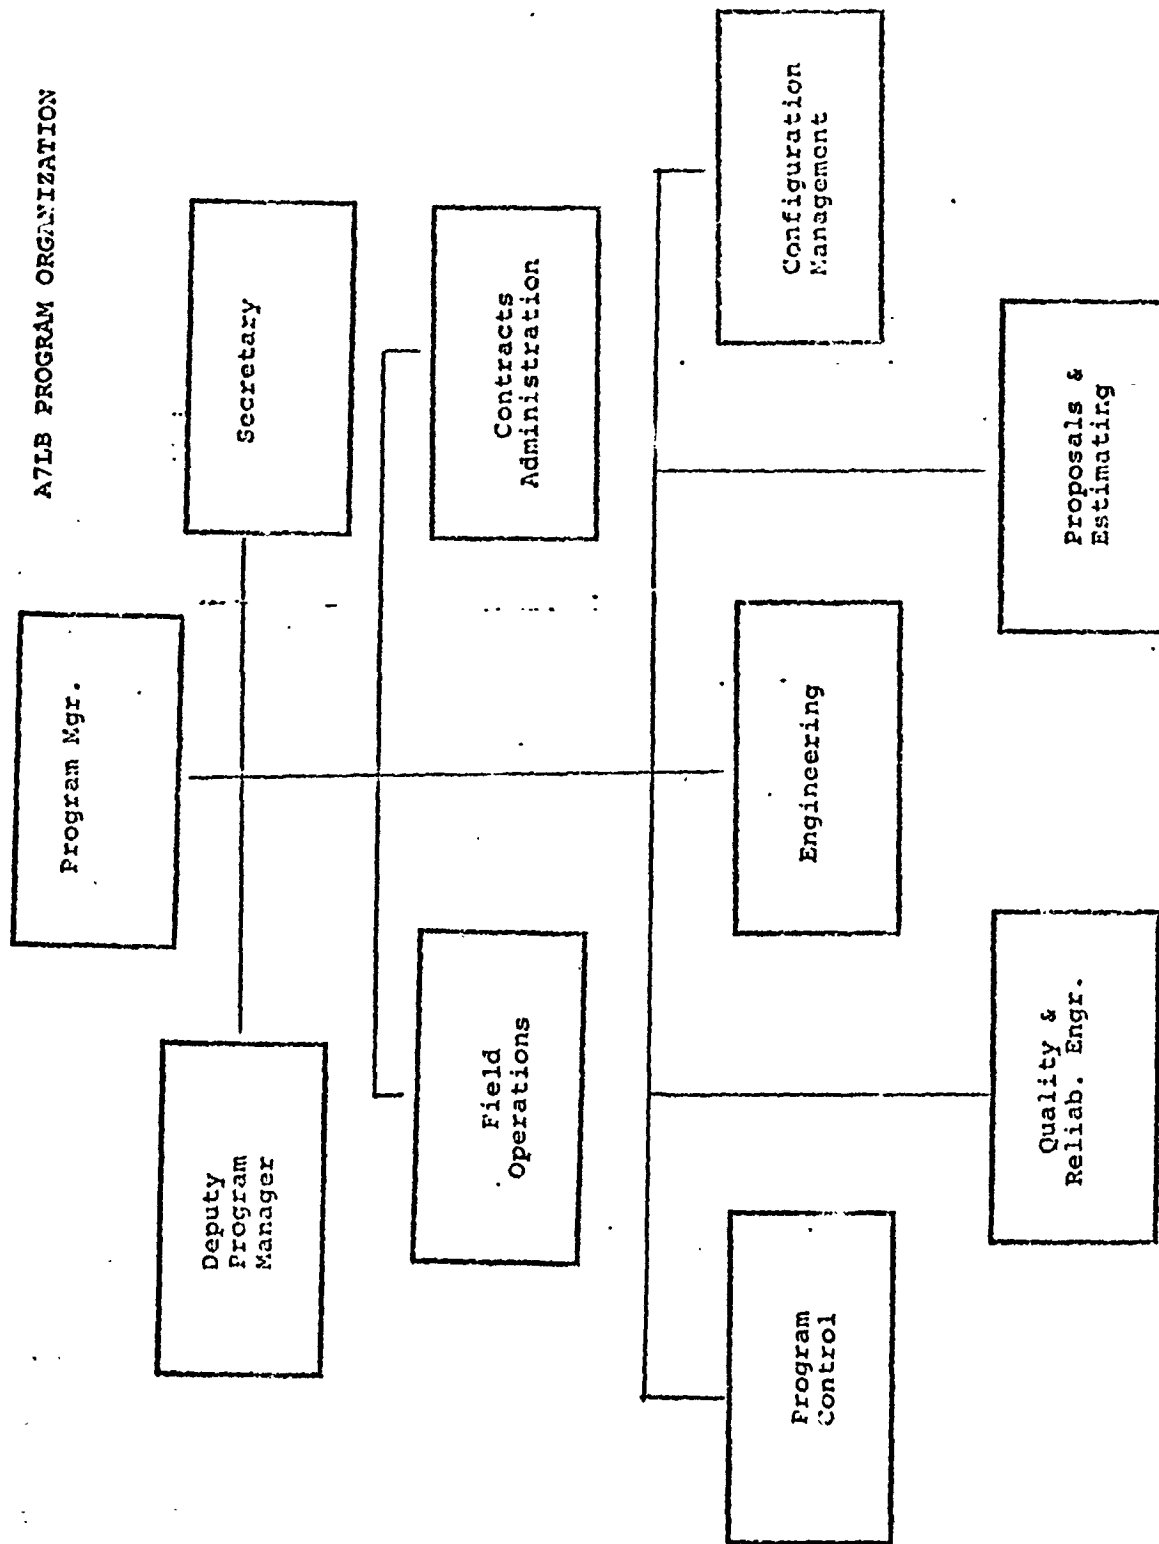 A7LB PROGRAM ORGANIZATION
Program Mgr.
Deputy
Program
Manager
Secretary
Field
Operations
Contracts
Administration
Program
Control
Engineering
Configuration
Management
Quality &
Reliab. Engr.
Proposals &
Estimating